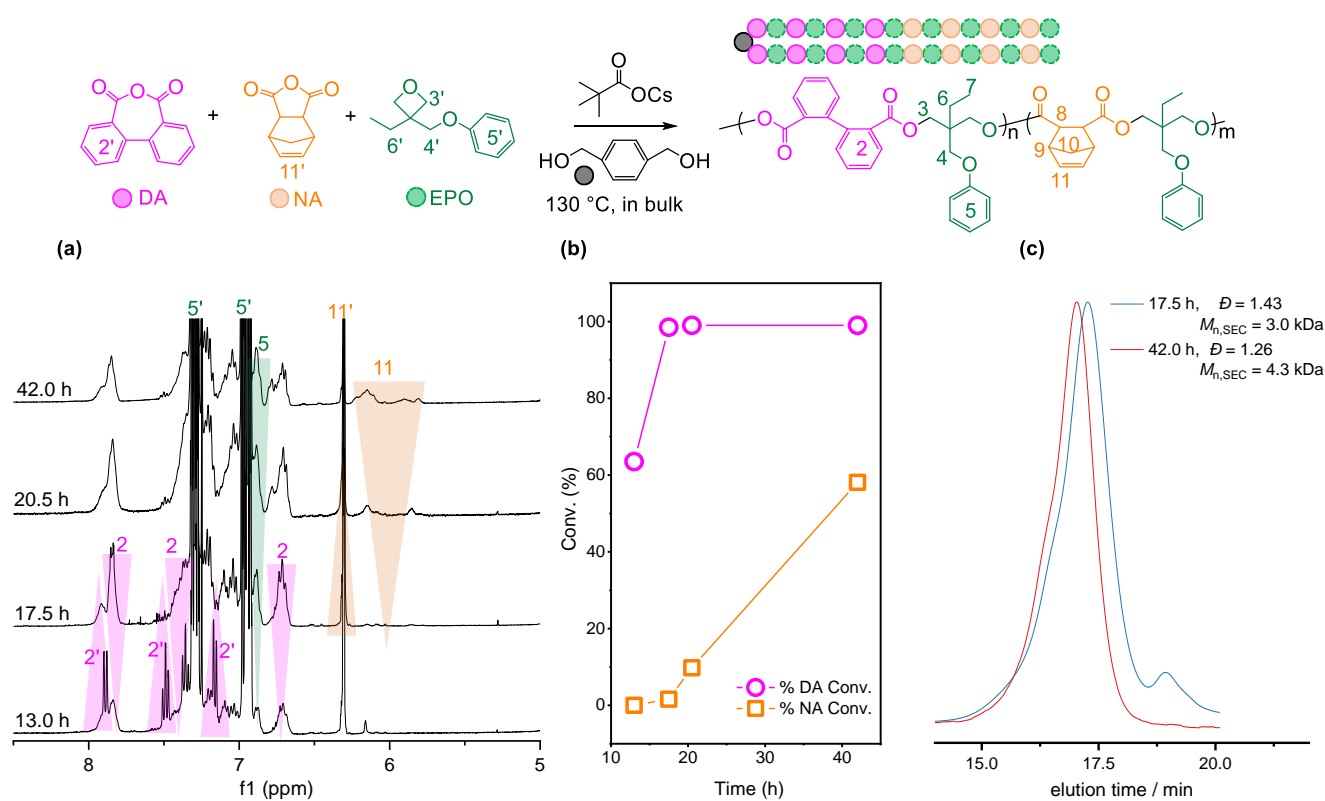 O O O
2'
DA
+
O O O
11'
NA
+
O
3'
O
6' 4'
5'
EPO
O
OCs
HO OH
130 °C, in bulk
O
O
2
O
O
3
6
7
O
n
4
O
5
O
8
9
10
11
O
O
O
m
O
(a)
5' 5' 11'
5
11
42.0 h
20.5 h
2 2 2
17.5 h
2' 2' 2'
13.0 h
8 7 6 5
f1 (ppm)
(b)
100
80
60
40
20
0
Conv. (%)
% DA Conv.
% NA Conv.
10 20 30 40
Time (h)
(c)
17.5 h, Đ = 1.43
Mn,SEC = 3.0 kDa
42.0 h, Đ = 1.26
Mn,SEC = 4.3 kDa
15.0 17.5 20.0
elution time / min